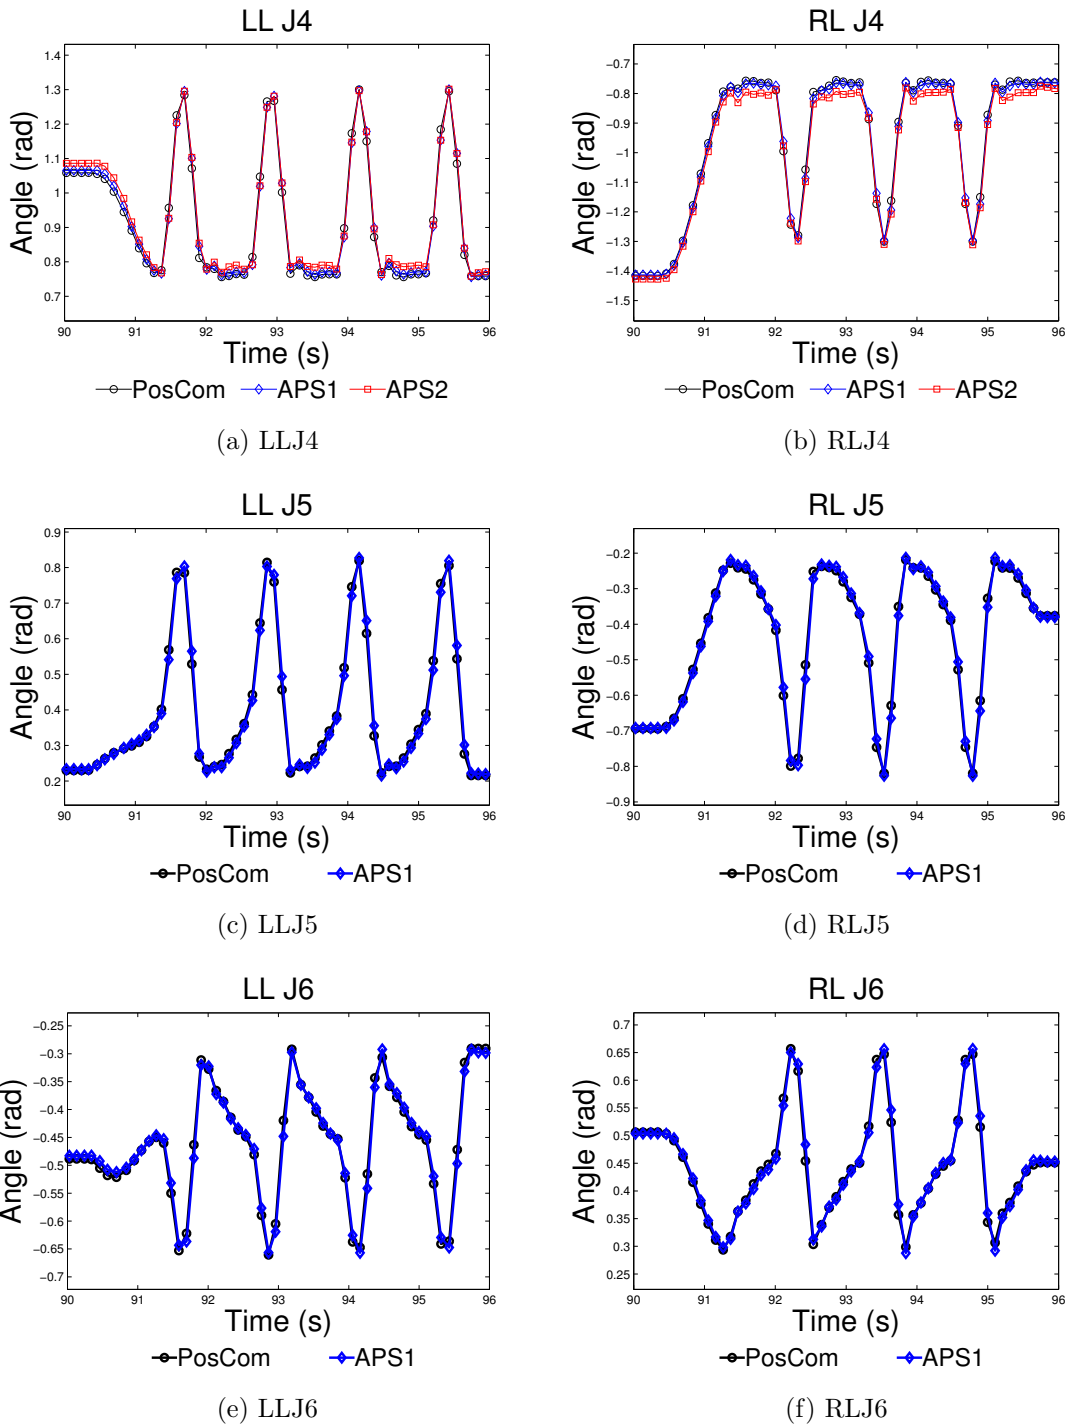 LL J4
Angle (rad)
1.4
1.3
1.2
1.1
1
0.9
0.8
0.7
90 91 92 93 94 95 96
Time (s)
PosCom APS1 APS2
(a) LLJ4
RL J4
Angle (rad)
−0.7
−0.8
−0.9
−1
−1.1
−1.2
−1.3
−1.4
−1.5
90 91 92 93 94 95 96
Time (s)
PosCom APS1 APS2
(b) RLJ4
LL J5
Angle (rad)
0.9
0.8
0.7
0.6
0.5
0.4
0.3
0.2
90 91 92 93 94 95 96
Time (s)
PosCom APS1
(c) LLJ5
RL J5
Angle (rad)
−0.2
−0.3
−0.4
−0.5
−0.6
−0.7
−0.8
−0.9
90 91 92 93 94 95 96
Time (s)
PosCom APS1
(d) RLJ5
LL J6
Angle (rad)
−0.25
−0.3
−0.35
−0.4
−0.45
−0.5
−0.55
−0.6
−0.65
−0.7
90 91 92 93 94 95 96
Time (s)
PosCom APS1
(e) LLJ6
RL J6
Angle (rad)
0.7
0.65
0.6
0.55
0.5
0.45
0.4
0.35
0.3
0.25
90 91 92 93 94 95 96
Time (s)
PosCom APS1
(f) RLJ6